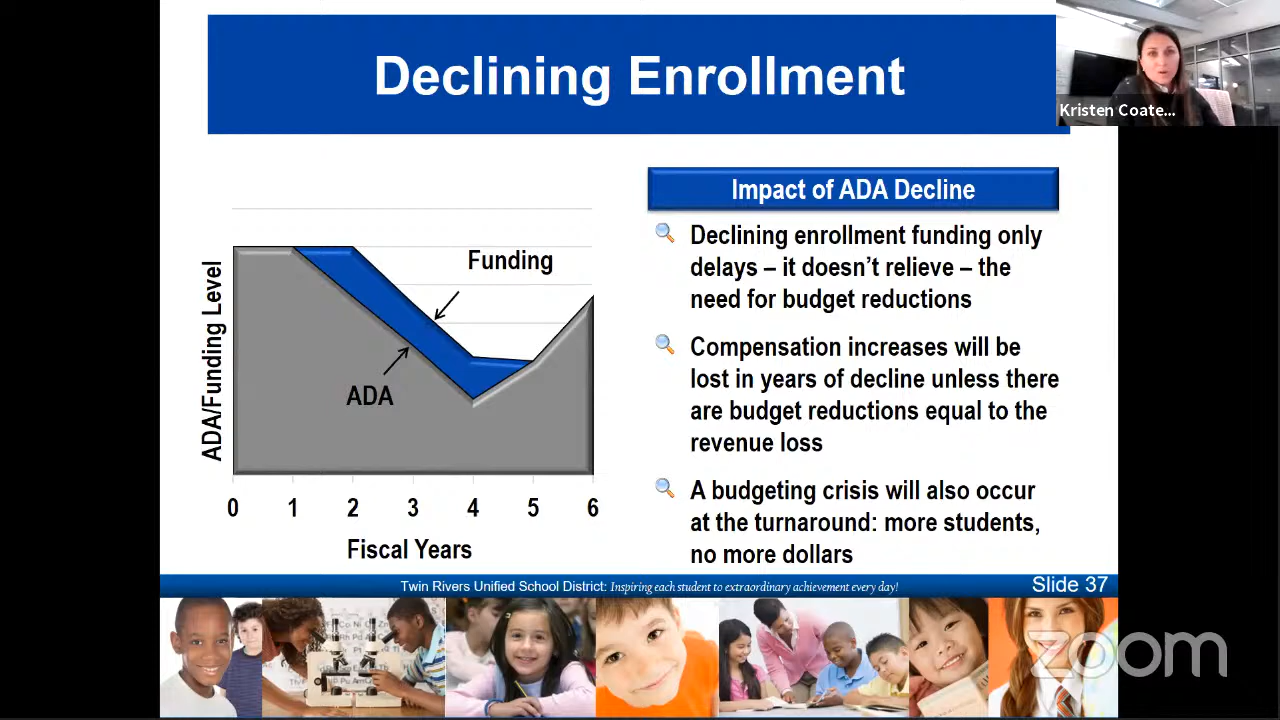 Declining Enrollment
Kristen Coate...
Impact of ADA Decline
Declining enrollment funding only
delays – it doesn't relieve – the
need for budget reductions
Compensation increases will be
lost in years of decline unless there
are budget reductions equal to the
revenue loss
A budgeting crisis will also occur
at the turnaround: more students,
no more dollars
ADA/Funding Level
Funding
ADA
0 1 2 3 4 5 6
Fiscal Years
Twin Rivers Unified School District: Inspiring each student to extraordinary achievement every day!
Slide 37
zoom